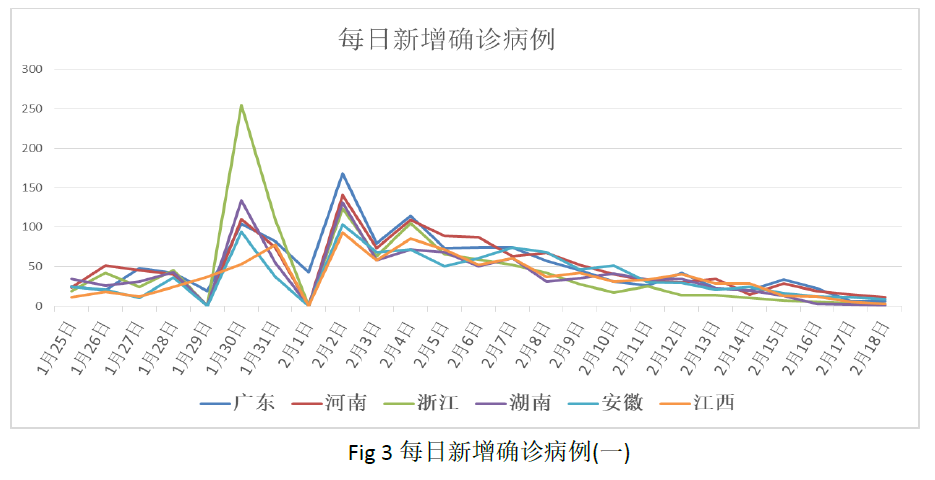 每日新增确诊病例
300
250
200
150
100
50
0
1月25日 1月26日 1月27日 1月28日 1月29日 1月30日 1月31日 2月1日 2月2日 2月3日 2月4日 2月5日 2月6日 2月7日 2月8日 2月9日 2月10日 2月11日 2月12日 2月13日 2月14日 2月15日 2月16日 2月17日 2月18日
广东 河南 浙江 湖南 安徽 江西
Fig 3 每日新增确诊病例(一)